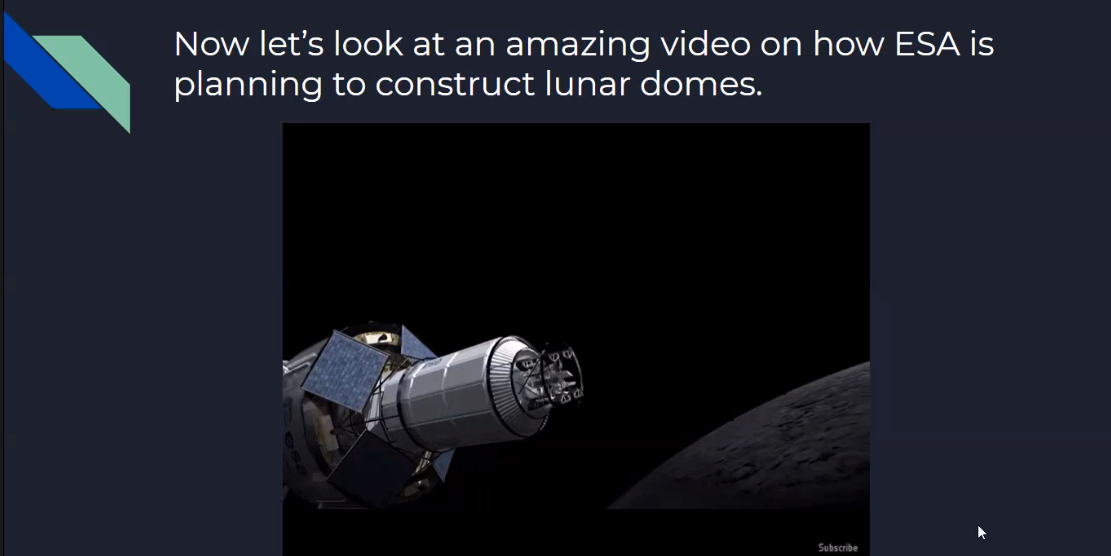 Now let’s look at an amazing video on how ESA is
planning to construct lunar domes.
Subscribe